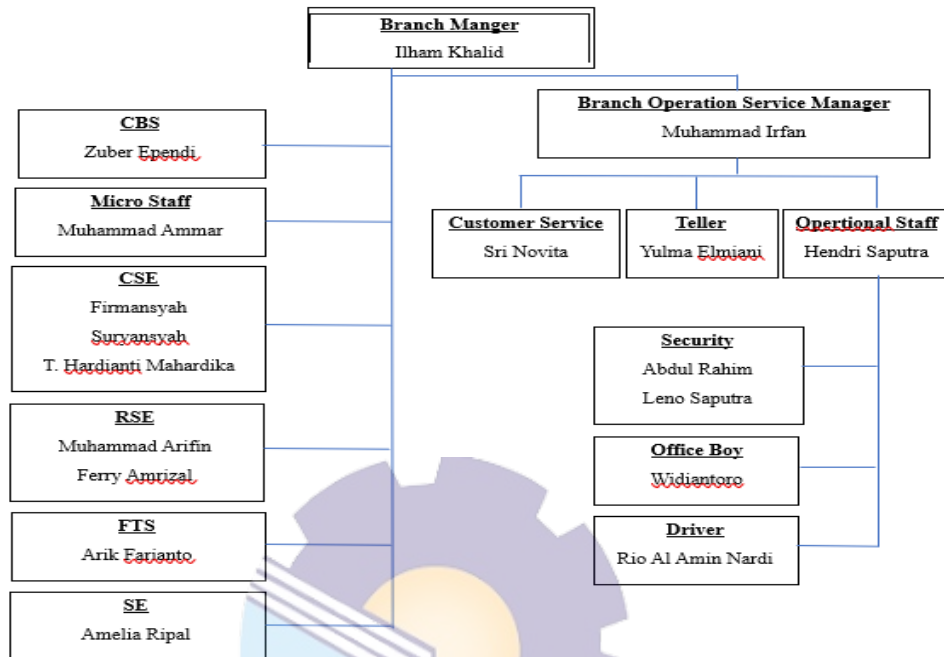 Branch Manger
Ilham Khalid
Branch Operation Service Manager
Muhammad Irfan
CBS
Zuber Ependi
Micro Staff
Muhammad Ammar
CSE
Firmansyah
Suryansyah
T. Hardianti Mahardika
RSE
Muhammad Arifin
Ferry Amrizal
FTS
Arik Farianto
SE
Amelia Ripal
Customer Service
Sri Novita
Teller
Yulma Elmiani
Opertional Staff
Hendri Saputra
Security
Abdul Rahim
Leno Saputra
Office Boy
Widiantoro
Driver
Rio Al Amin Nardi